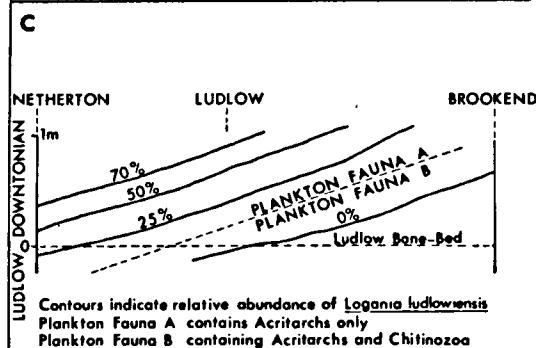 C
NETHERTON LUDLOW BROOKEND
1m
70%
50%
25%
PLANKTON FAUNA A
PLANKTON FAUNA B
0%
0
Ludlow Bone-Bed
LUDLOW DOWNTONIAN
Contours indicate relative abundance of Logania ludlowiensis
Plankton Fauna A contains Acritarchs only
Plankton Fauna B containing Acritarchs and Chitinozoa